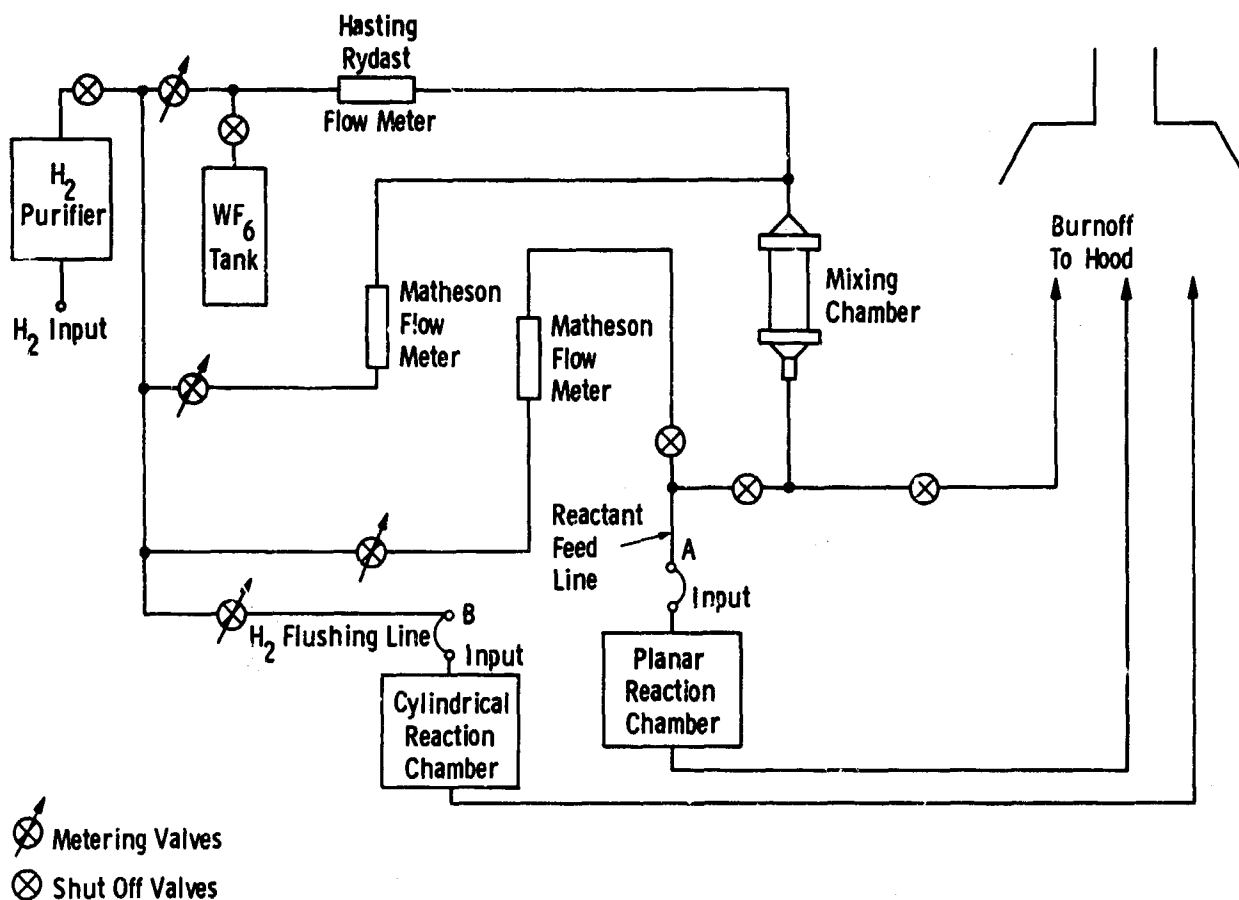 Hasting
Rydast
Flow Meter
H2
Purifier
H2 Input
WF6
Tank
Matheson
Flow
Meter
Matheson
Flow
Meter
Mixing
Chamber
Burnoff
To Hood
Reactant
Feed
Line
A
Input
B
H2 Flushing Line
Input
Planar
Reaction
Chamber
Cylindrical
Reaction
Chamber
Metering Valves
Shut Off Valves